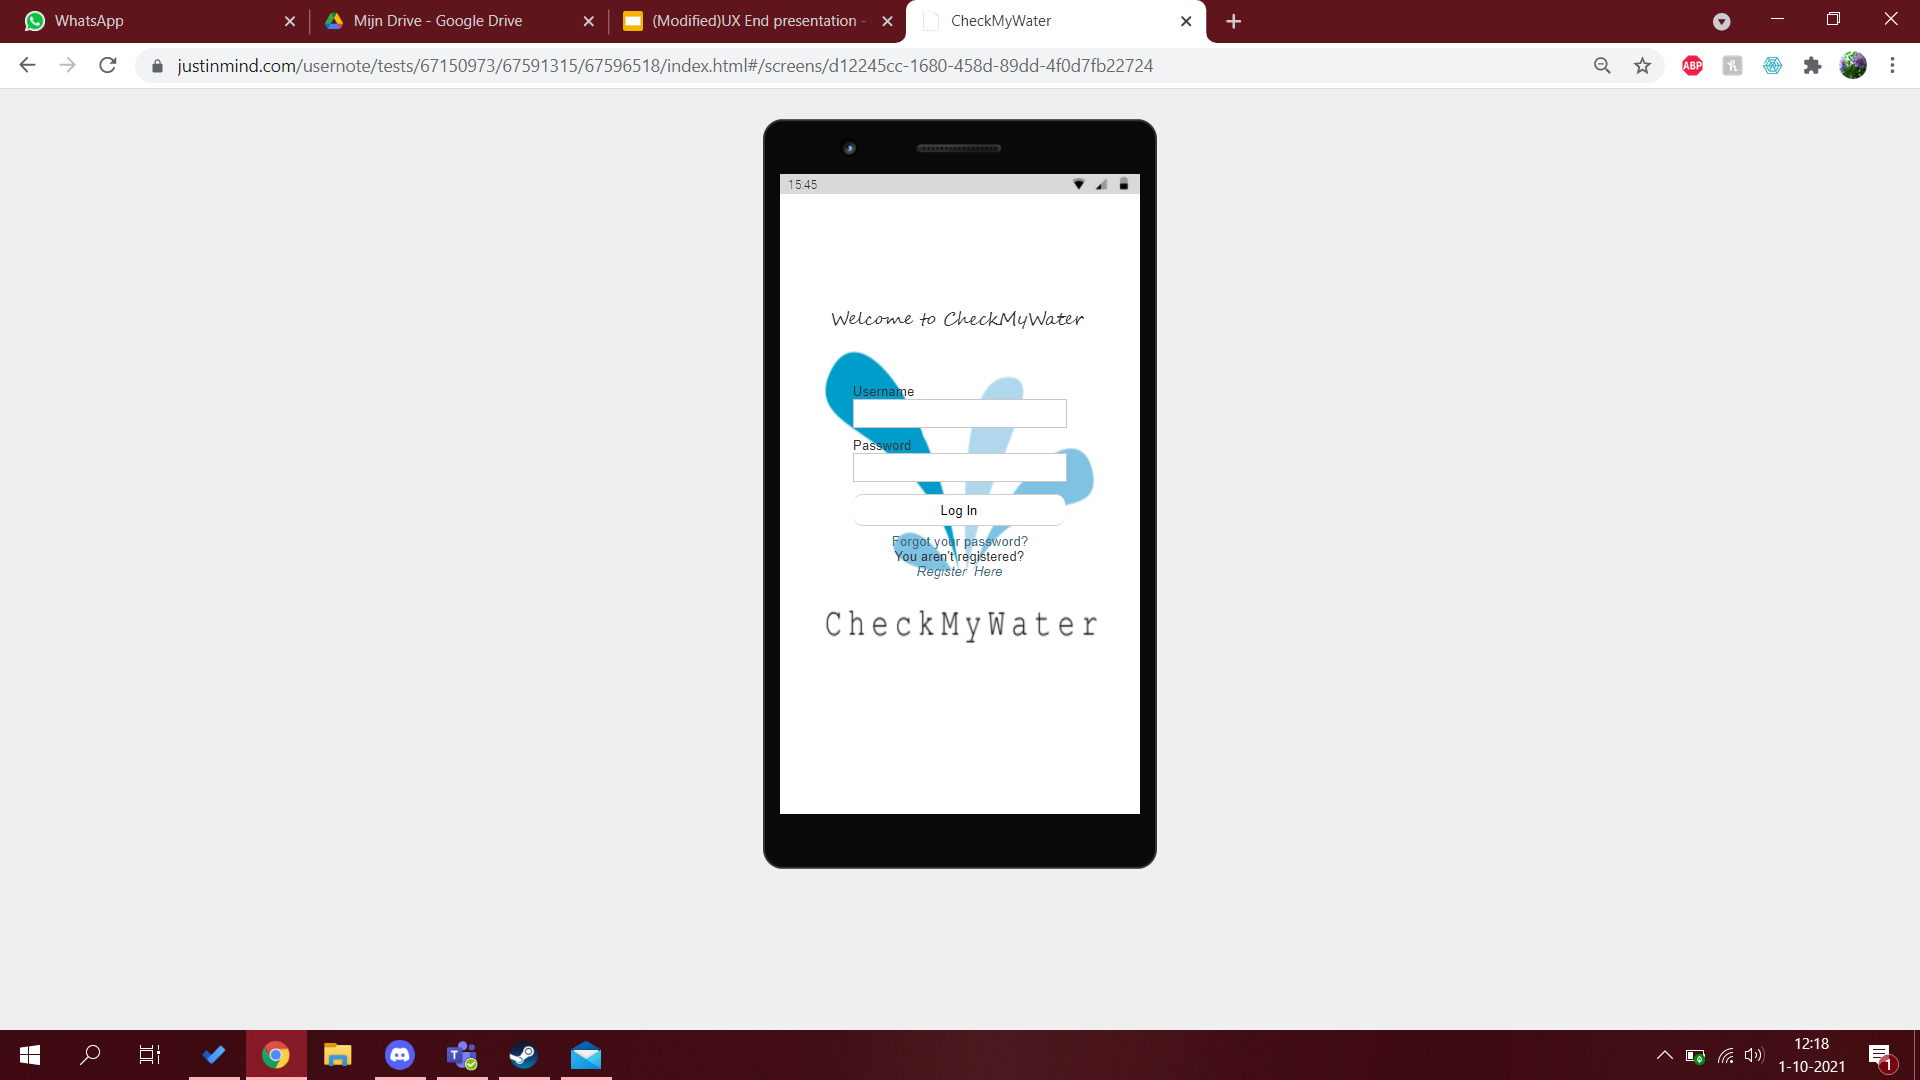 WhatsApp
Mijn Drive - Google Drive
(Modified)UX End presentation -
CheckMyWater
justinmind.com/usernote/tests/67150973/67591315/67596518/index.html#/screens/d12245cc-1680-458d-89dd-4f0d7fb22724
ABP
15:45
Welcome to CheckMyWater
Username
Password
Log In
Forgot your password?
You aren't registered?
Register Here
CheckMyWater
12:18
1-10-2021
1